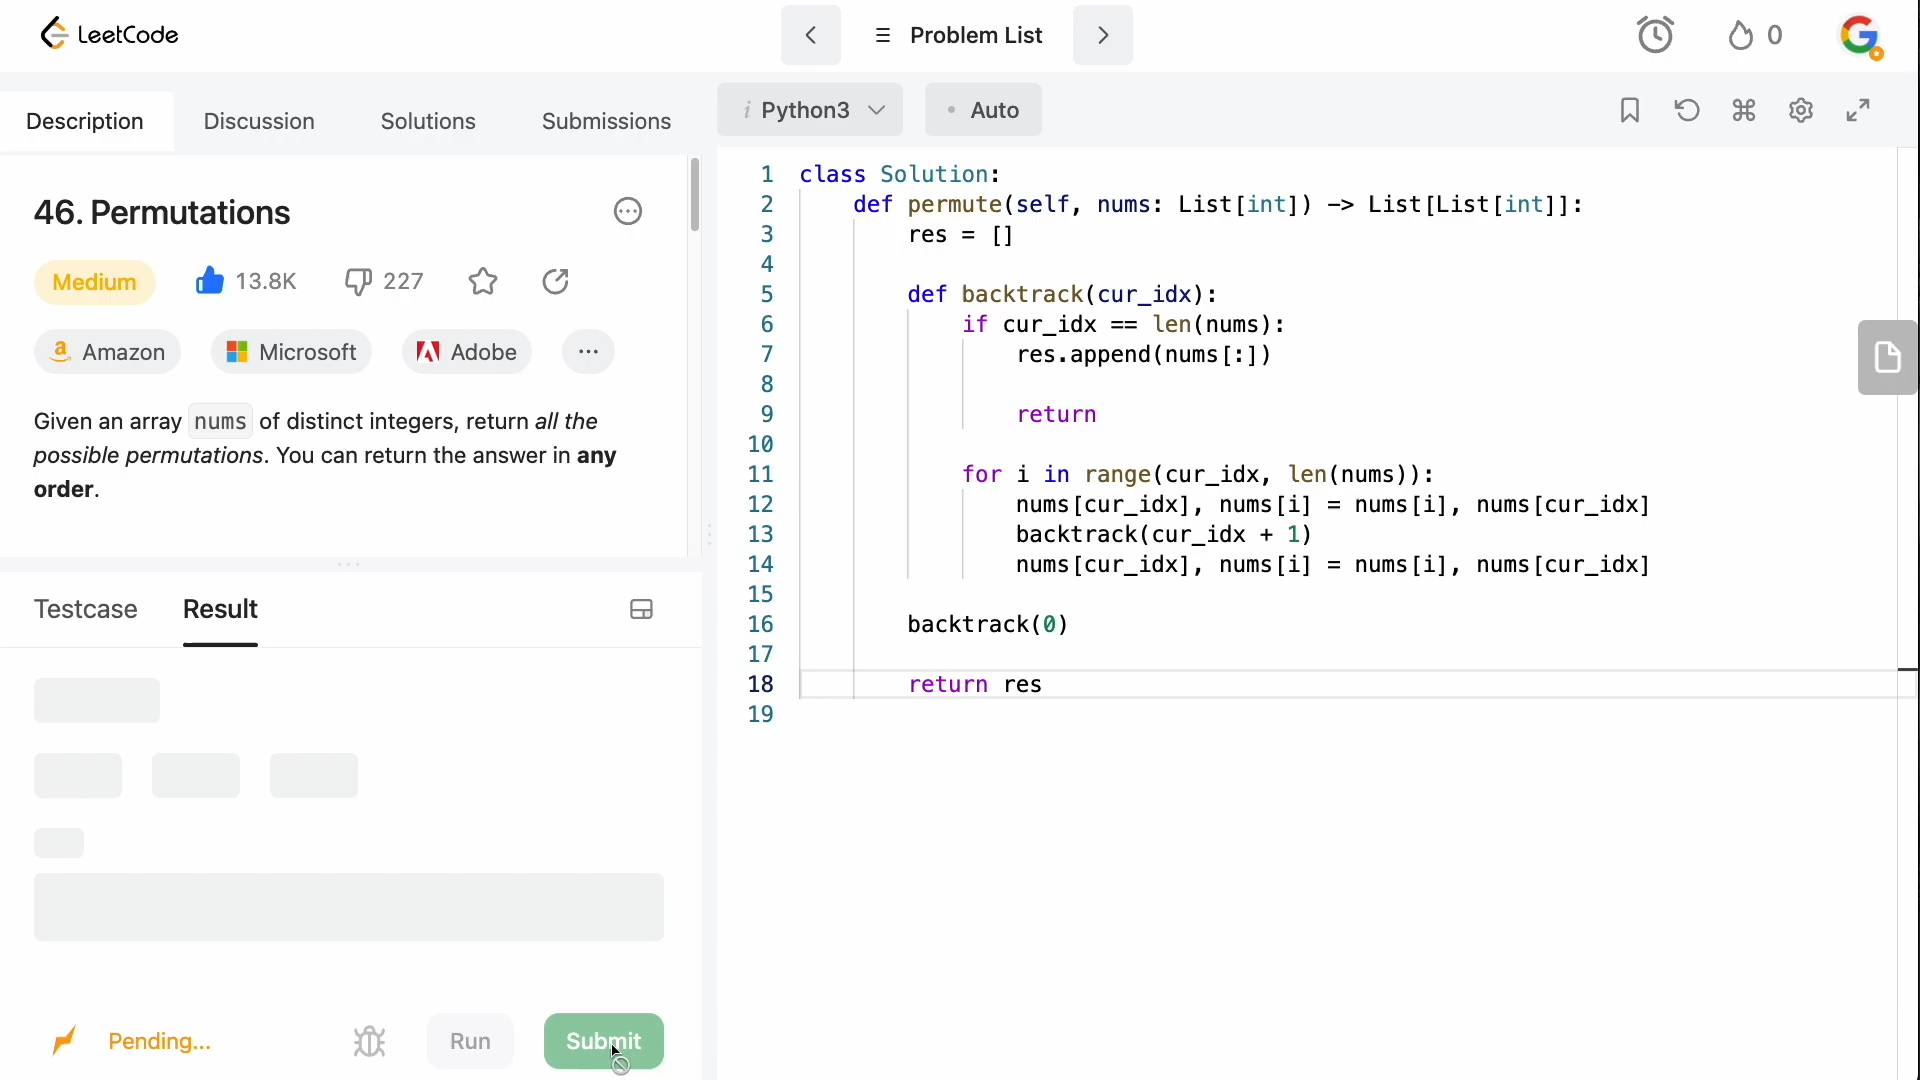 LeetCode
Problem List
0
Description
Discussion
Solutions
Submissions
46. Permutations
Medium
13.8K
227
Amazon
Microsoft
Adobe
Given an array nums of distinct integers, return all the
possible permutations. You can return the answer in any
order.
Testcase
Result
Pending...
Run
Submit
i Python3
• Auto
1 class Solution:
2     def permute(self, nums: List[int]) -> List[List[int]]:
3         res = []
4
5         def backtrack(cur_idx):
6             if cur_idx == len(nums):
7                 res.append(nums[:])
8
9                 return
10
11             for i in range(cur_idx, len(nums)):
12                 nums[cur_idx], nums[i] = nums[i], nums[cur_idx]
13                 backtrack(cur_idx + 1)
14                 nums[cur_idx], nums[i] = nums[i], nums[cur_idx]
15
16         backtrack(0)
17
18         return res
19